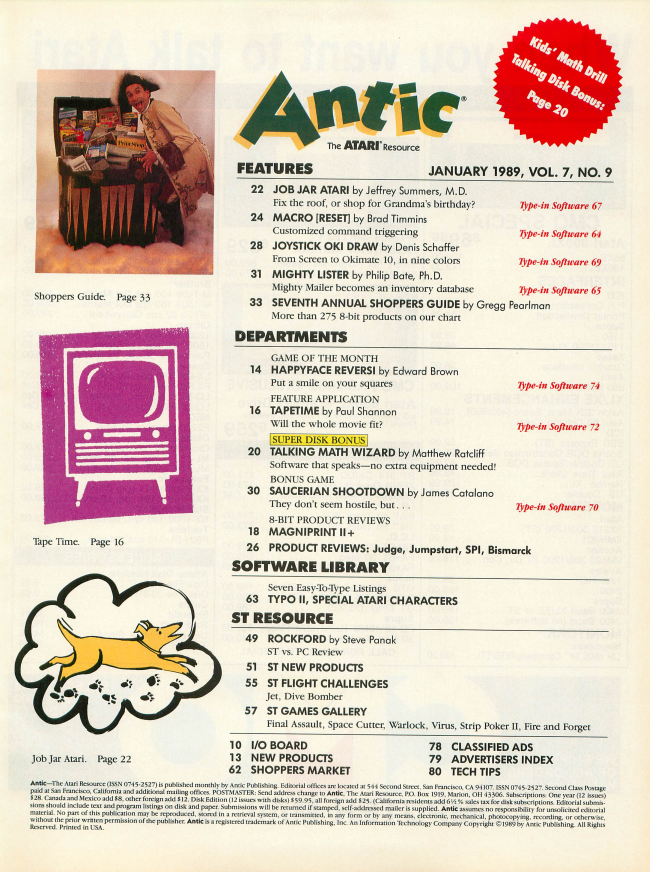 Kids' Math Drill
Talking Disk Bonus:
Page 20
Antic®
The ATARI® Resource
FEATURES
JANUARY 1989, VOL. 7, NO. 9
22 JOB JAR ATARI by Jeffrey Summers, M.D.
Fix the roof, or shop for Grandma's birthday? Type-in Software 67
24 MACRO [RESET] by Brad Timmins
Customized command triggering Type-in Software 64
28 JOYSTICK OKI DRAW by Denis Schaffer
From Screen to Okimate 10, in nine colors Type-in Software 69
31 MIGHTY LISTER by Philip Bate, Ph.D.
Mighty Mailer becomes an inventory database Type-in Software 65
33 SEVENTH ANNUAL SHOPPERS GUIDE by Gregg Pearlman
More than 275 8-bit products on our chart
Shoppers Guide. Page 33
DEPARTMENTS
GAME OF THE MONTH
14 HAPPYFACE REVERSI by Edward Brown
Put a smile on your squares Type-in Software 74
FEATURE APPLICATION
16 TAPETIME by Paul Shannon
Will the whole movie fit? Type-in Software 72
SUPER DISK BONUS
20 TALKING MATH WIZARD by Matthew Ratcliff
Software that speaks—no extra equipment needed!
BONUS GAME
30 SAUCERIAN SHOOTDOWN by James Catalano
They don't seem hostile, but... Type-in Software 70
8-BIT PRODUCT REVIEWS
18 MAGNIPRINT II+
26 PRODUCT REVIEWS: Judge, Jumpstart, SPI, Bismarck
Tape Time. Page 16
SOFTWARE LIBRARY
Seven Easy-To-Type Listings
63 TYPO II, SPECIAL ATARI CHARACTERS
ST RESOURCE
49 ROCKFORD by Steve Panak
ST vs. PC Review
51 ST NEW PRODUCTS
55 ST FLIGHT CHALLENGES
Jet, Dive Bomber
57 ST GAMES GALLERY
Final Assault, Space Cutter, Warlock, Virus, Strip Poker II, Fire and Forget
Job Jar Atari. Page 22
10 I/O BOARD
13 NEW PRODUCTS
62 SHOPPERS MARKET
78 CLASSIFIED ADS
79 ADVERTISERS INDEX
80 TECH TIPS
Antic—The Atari Resource (ISSN 0745-2527) is published monthly by Antic Publishing. Editorial offices are located at 544 Second Street, San Francisco, CA 94107. ISSN 0745-2527. Second Class Postage
paid at San Francisco, California and additional mailing offices. POSTMASTER: Send address change to Antic, The Atari Resource, P.O. Box 1919, Marion, OH 43306. Subscriptions: One year (12 issues)
$28. Canada and Mexico add $8, other foreign add $12. Disk Edition (12 issues with disks) $59.95, all foreign add $25. (California residents add 6½% sales tax for disk subscriptions. Editorial submis-
sions should include text and program listings on disk and paper. Submissions will be returned if stamped, self-addressed mailer is supplied. Antic assumes no responsibility for unsolicited editorial
material. No part of this publication may be reproduced, stored in a retrieval system, or transmitted, in any form or by any means, electronic, mechanical, photocopying, recording, or otherwise,
without the prior written permission of the publisher. Antic is a registered trademark of Antic Publishing, Inc. An Information Technology Company Copyright ©1989 by Antic Publishing. All Rights
Reserved. Printed in USA.